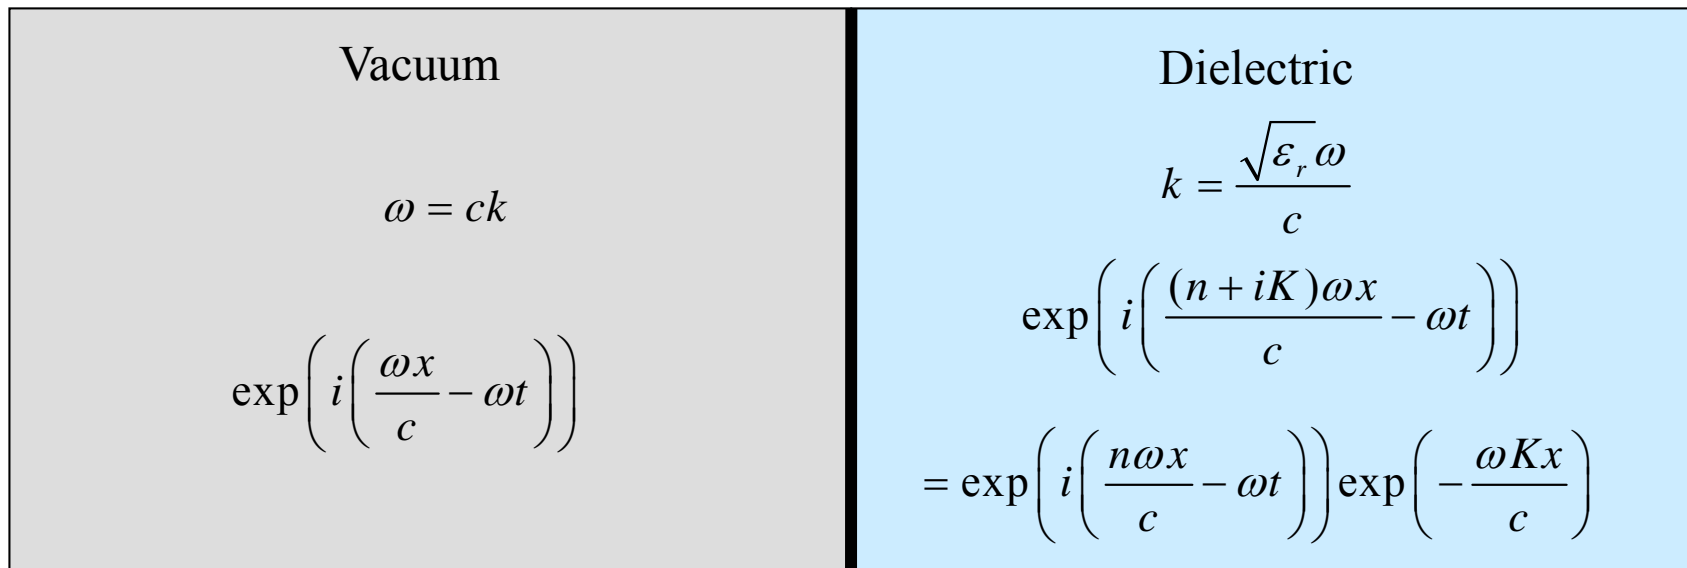 Vacuum
ω = ck
exp(i(ωx/c − ωt))
Dielectric
k = √ε_r ω/c
exp(i((n + iK)ωx/c − ωt))
= exp(i(nωx/c − ωt))exp(−ωKx/c)